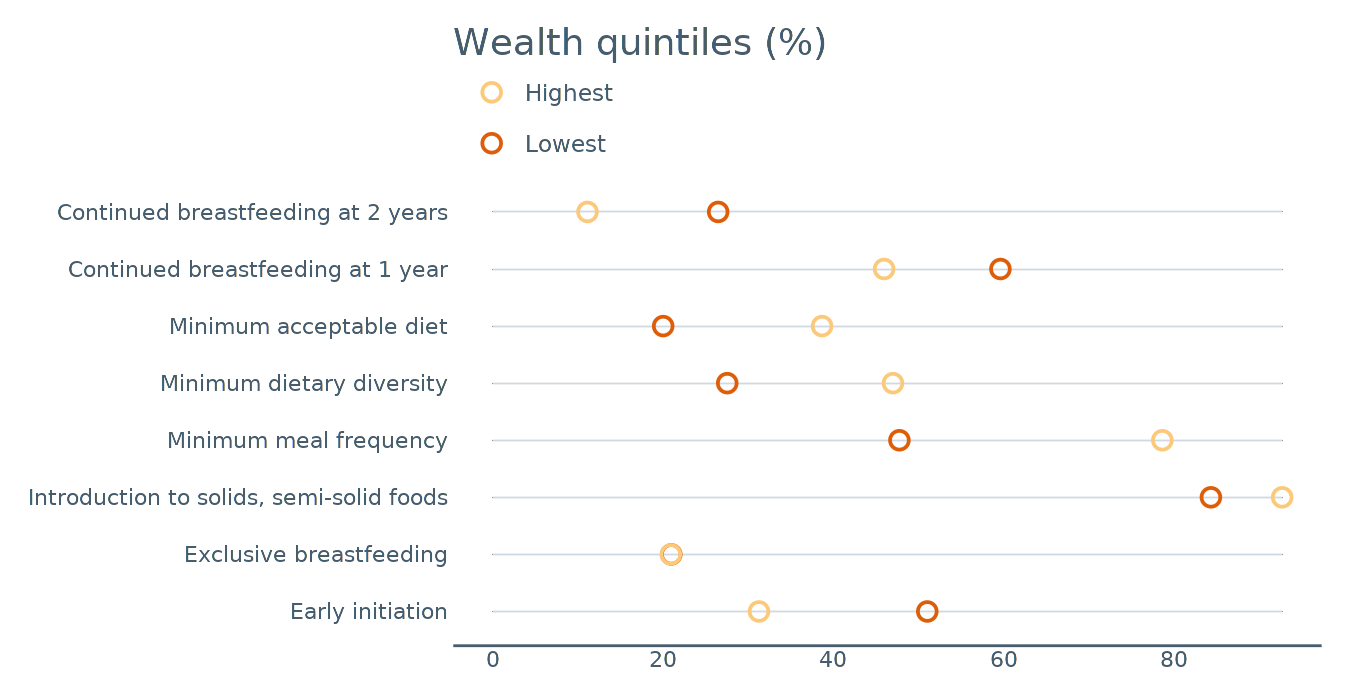 Wealth quintiles (%)
Highest
Lowest
Continued breastfeeding at 2 years
Continued breastfeeding at 1 year
Minimum acceptable diet
Minimum dietary diversity
Minimum meal frequency
Introduction to solids, semi-solid foods
Exclusive breastfeeding
Early initiation
0 20 40 60 80